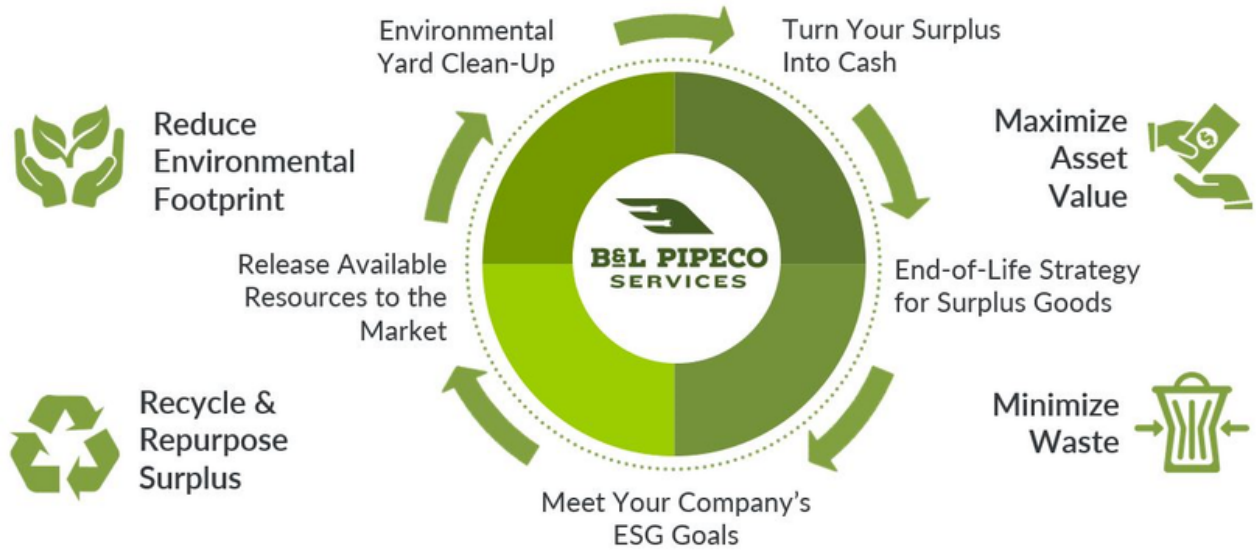 Environmental
Yard Clean-Up
Turn Your Surplus
Into Cash
Reduce
Environmental
Footprint
Maximize
Asset
Value
$
B&L PIPECO
SERVICES
Release Available
Resources to the
Market
End-of-Life Strategy
for Surplus Goods
Recycle &
Repurpose
Surplus
Minimize
Waste
Meet Your Company's
ESG Goals